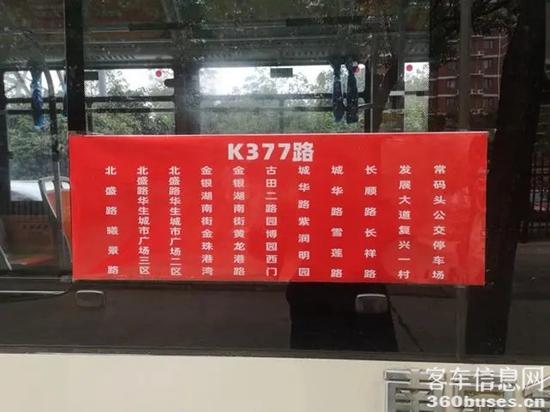 K377路
北盛路曦景路
北盛路华生城市广场三区
北盛路华生城市广场二区
金银湖南街金珠港湾
金银湖南街黄龙港路
古田二路园博园西门
城华路紫润明园
城华路雪莲路
长顺路长祥路
发展大道复兴一村
常码头公交停车场
客车信息网
360buses.cn